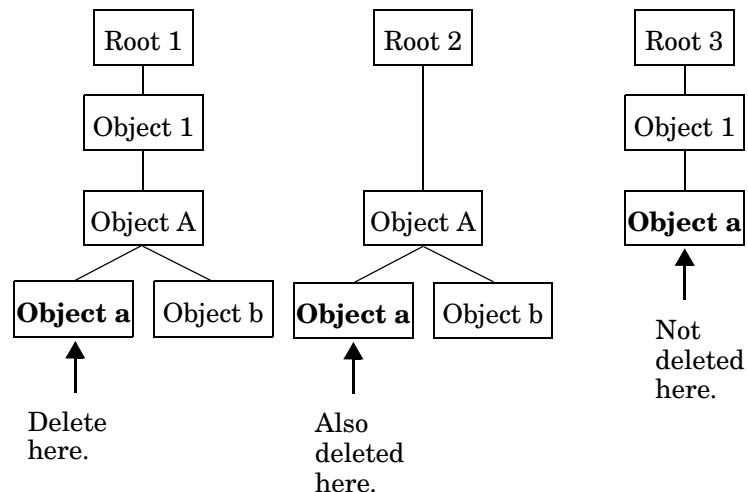 Root 1
Root 2
Root 3
Object 1
Object 1
Object A
Object A
Object a
Object a
Object b
Object a
Object b
Delete
here.
Also
deleted
here.
Not
deleted
here.